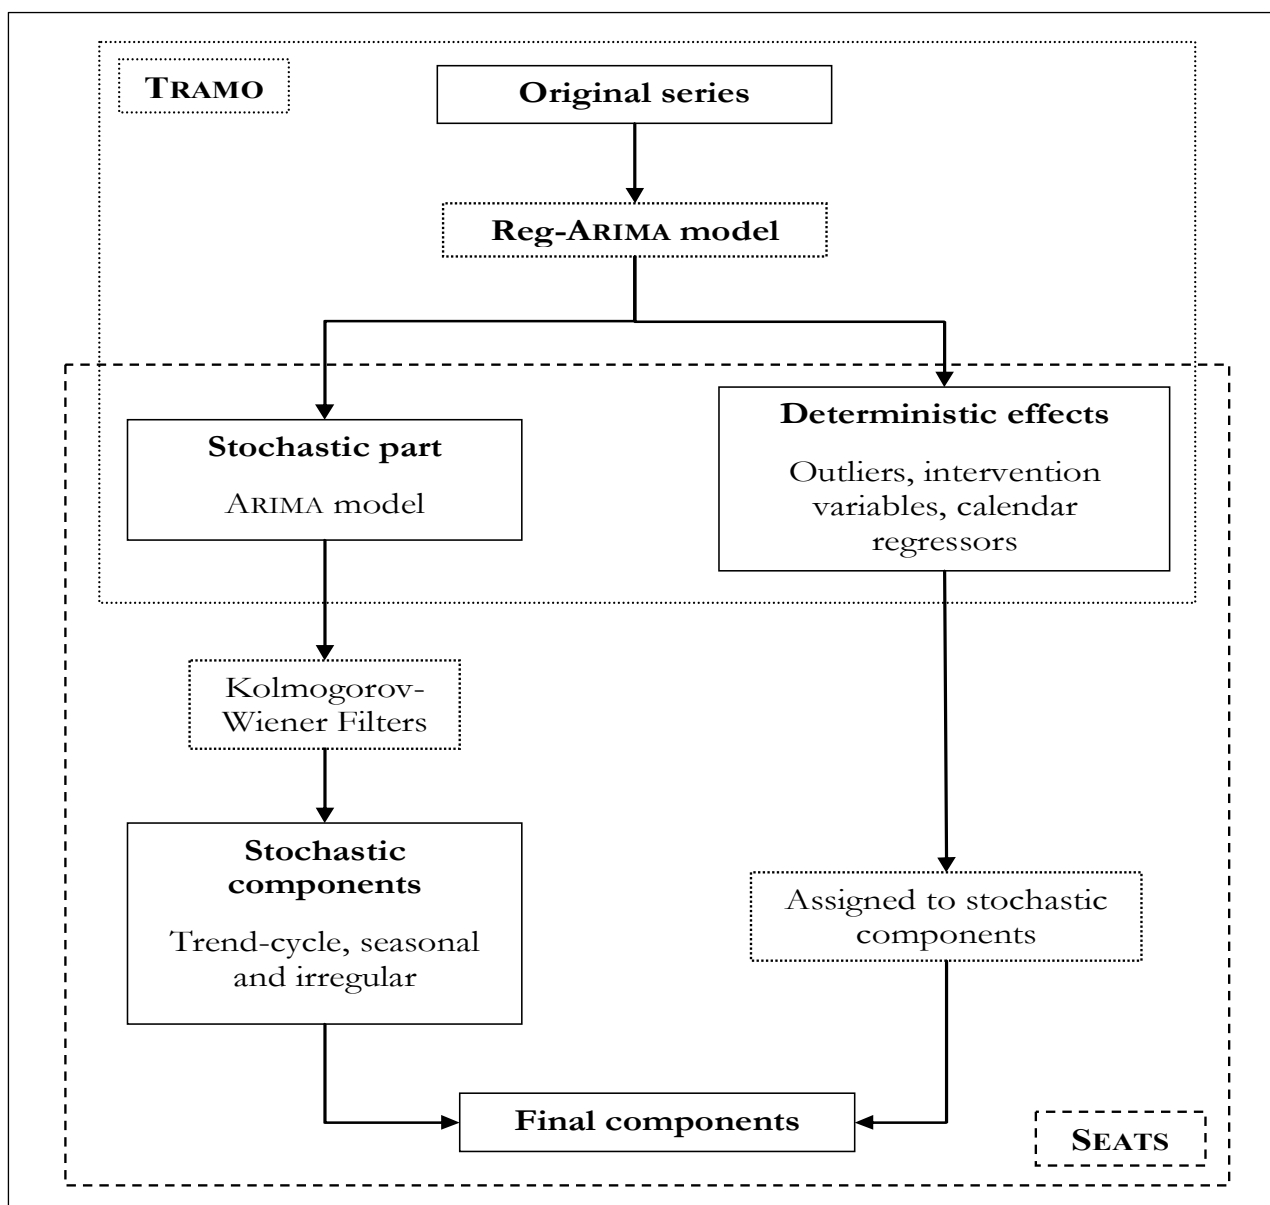 TRAMO
Original series
Reg-ARIMA model
Stochastic part
ARIMA model
Deterministic effects
Outliers, intervention
variables, calendar
regressors
Kolmogorov-
Wiener Filters
Stochastic
components
Trend-cycle, seasonal
and irregular
Assigned to stochastic
components
Final components
SEATS